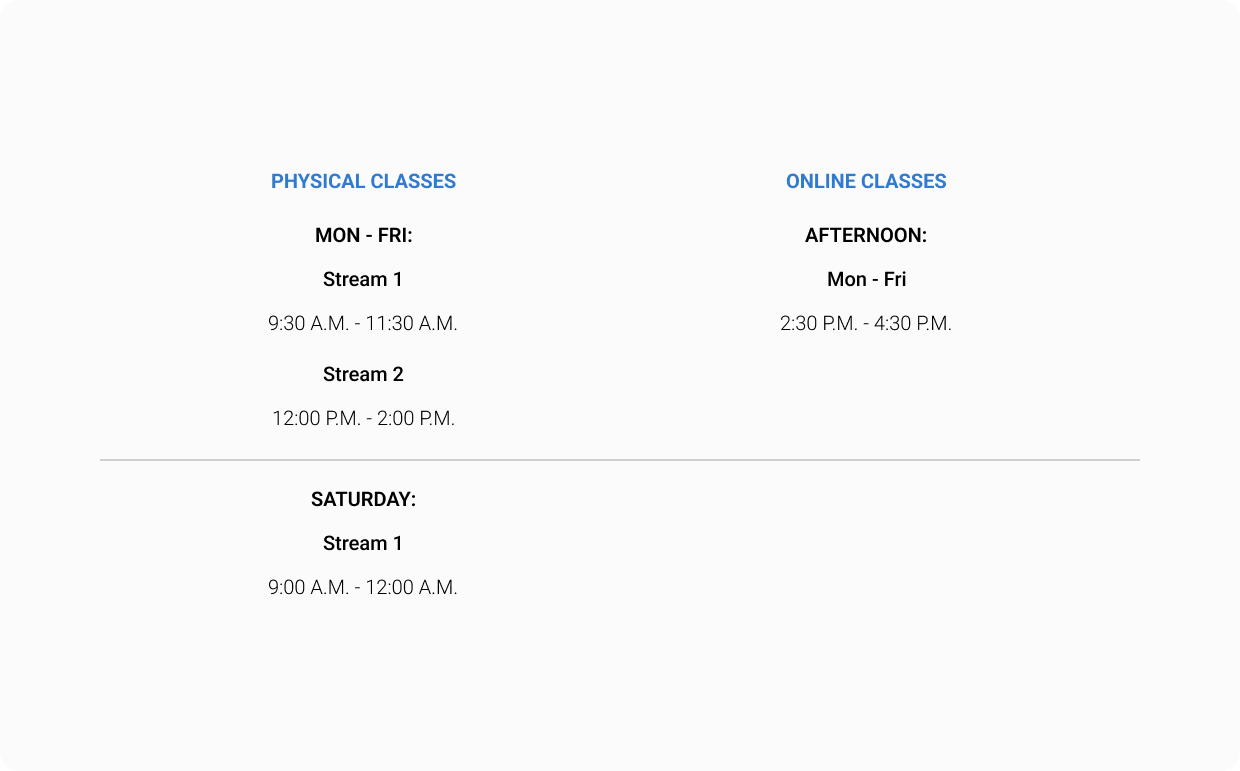 PHYSICAL CLASSES
MON - FRI:
Stream 1
9:30 A.M. - 11:30 A.M.
Stream 2
12:00 P.M. - 2:00 P.M.
SATURDAY:
Stream 1
9:00 A.M. - 12:00 A.M.
ONLINE CLASSES
AFTERNOON:
Mon - Fri
2:30 P.M. - 4:30 P.M.